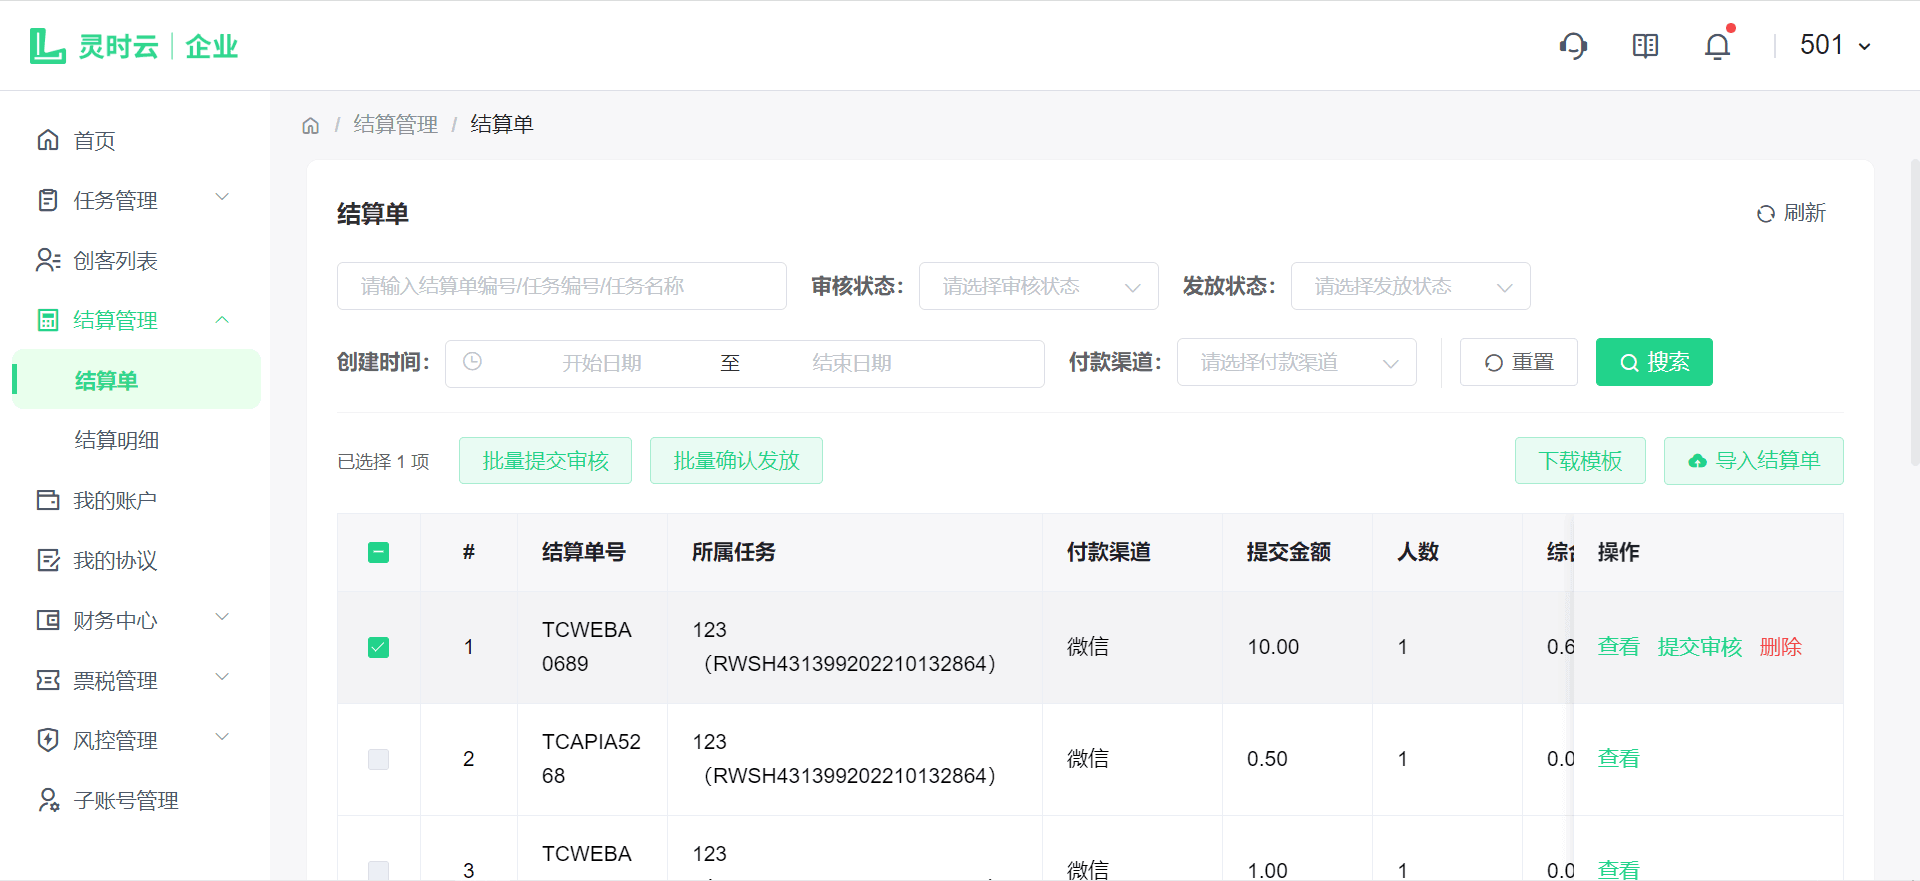 灵时云 | 企业
501
首页
任务管理
创客列表
结算管理
结算单
结算明细
我的账户
我的协议
财务中心
票税管理
风控管理
子账号管理
/ 结算管理 / 结算单
结算单
刷新
请输入结算单编号/任务编号/任务名称
审核状态：
请选择审核状态
发放状态：
请选择发放状态
创建时间：
开始日期 至 结束日期
付款渠道：
请选择付款渠道
重置
搜索
已选择 1 项
批量提交审核
批量确认发放
下载模板
导入结算单
# 结算单号 所属任务 付款渠道 提交金额 人数 综 操作
1 TCWEBA0689 123（RWSH431399202210132864） 微信 10.00 1 0.6 查看 提交审核 删除
2 TCAPIA5268 123（RWSH431399202210132864） 微信 0.50 1 0.0 查看
3 TCWEBA 123 微信 1.00 1 0.0 查看